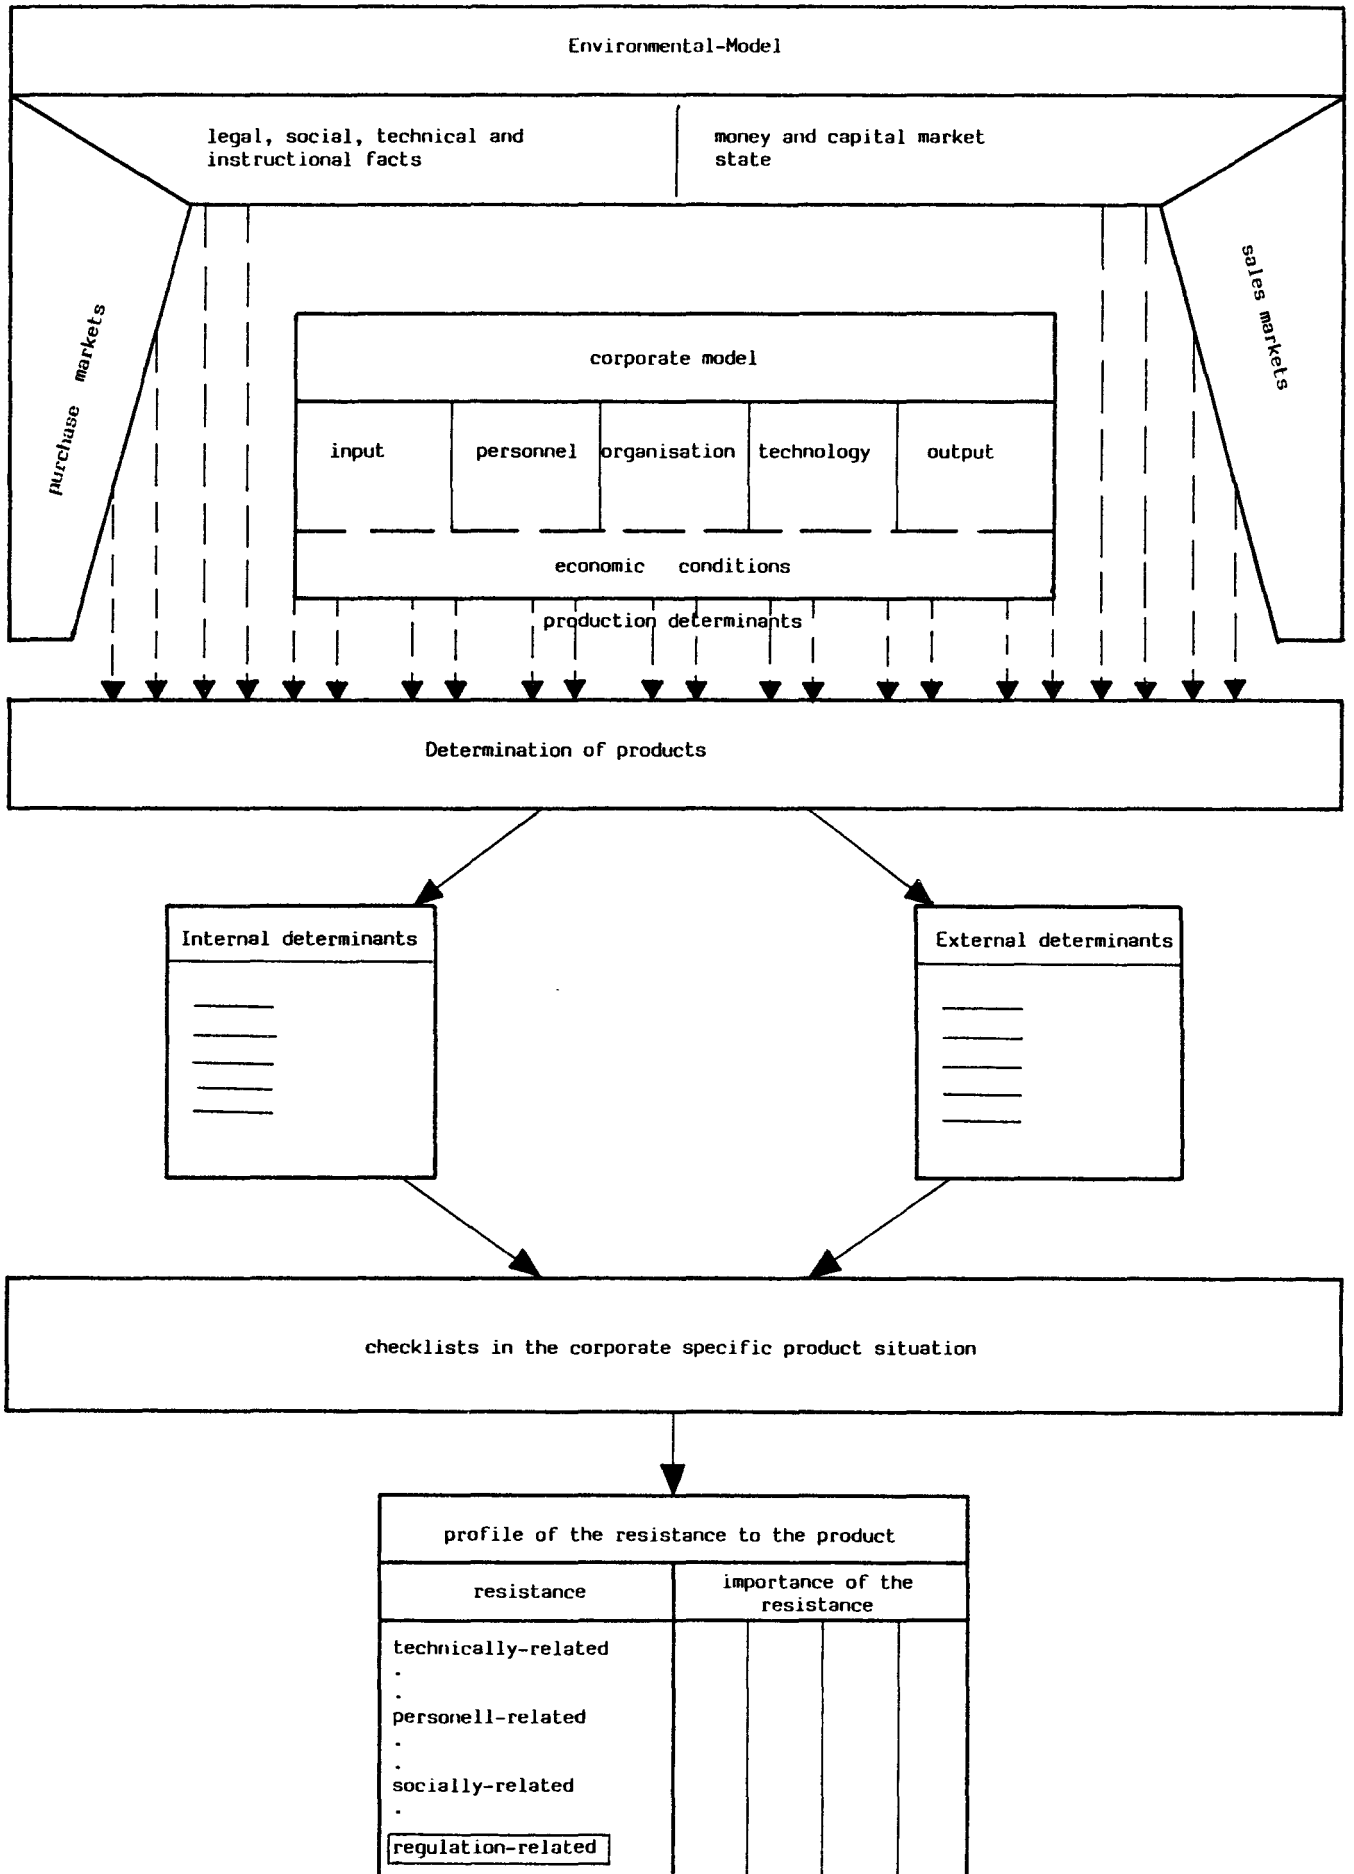 Environmental-Model
legal, social, technical and
instructional facts
money and capital market
state
purchase markets
sales markets
corporate model
input
personnel
organisation
technology
output
economic conditions
production determinants
Determination of products
Internal determinants
External determinants
checklists in the corporate specific product situation
profile of the resistance to the product
resistance
importance of the
resistance
technically-related
.
.
personell-related
.
.
socially-related
.
regulation-related